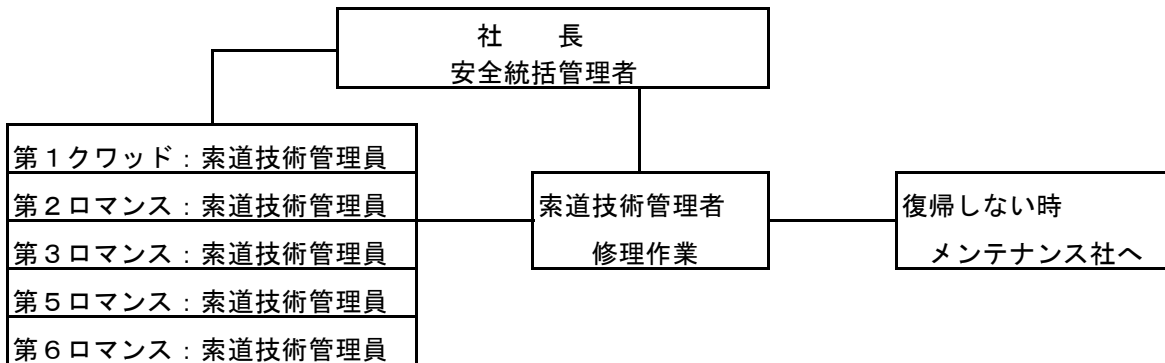 社　　長
安全統括管理者
第１クワッド：索道技術管理員
第２ロマンス：索道技術管理員
第３ロマンス：索道技術管理員
第５ロマンス：索道技術管理員
第６ロマンス：索道技術管理員
索道技術管理者
修理作業
復帰しない時
メンテナンス社へ